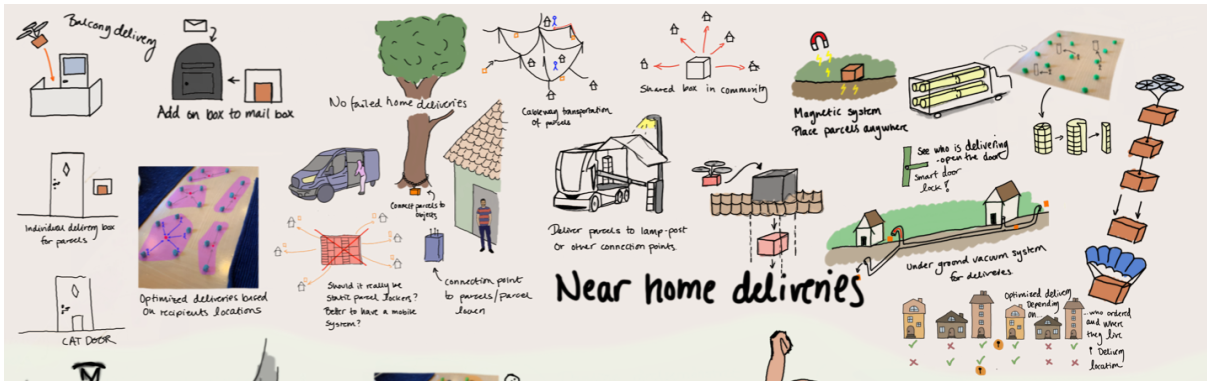 Balcony delivery
Add on box to mail box
No failed home deliveries
Cableway transportation
of parcels
Shared box in community
Magnetic system
Place parcels anywhere
See who is delivering
-open the door
Smart door
lock!
Individual delivery box
for parcels
Optimized deliveries based
on recipients locations
Connect parcels to
objects
Should it really be
static parcel lockers?
Better to have a mobile
system?
connection point
to parcels/parcel
Deliver parcels to lamp-post
or other connection points
Near home deliveries
Under ground vacuum system
for deliveries
Optimized delivery
Depending
on...
...who ordered
and where
they live
Delivery
location
CAT DOOR